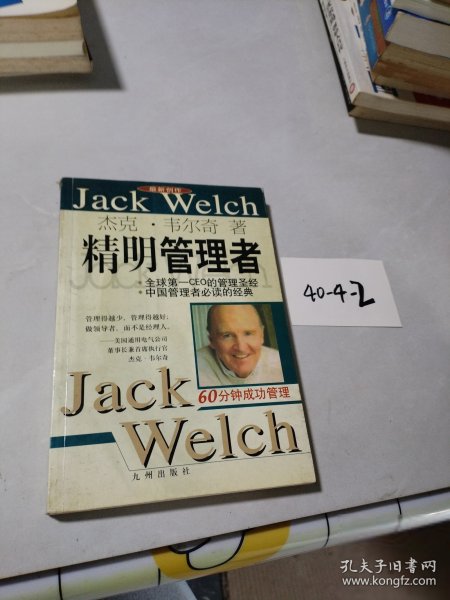 最新创作
Jack Welch
杰克·韦尔奇 著
精明管理者
全球第一CEO的管理圣经
中国管理者必读的经典
管理得越少,管理得越好;
做领导者,而不是经理人。
——美国通用电气公司
董事长兼首席执行官
杰克·韦尔奇
60分钟成功管理
Jack
Welch
九州出版社
40-4-2
孔夫子旧书网
www.kongfz.com